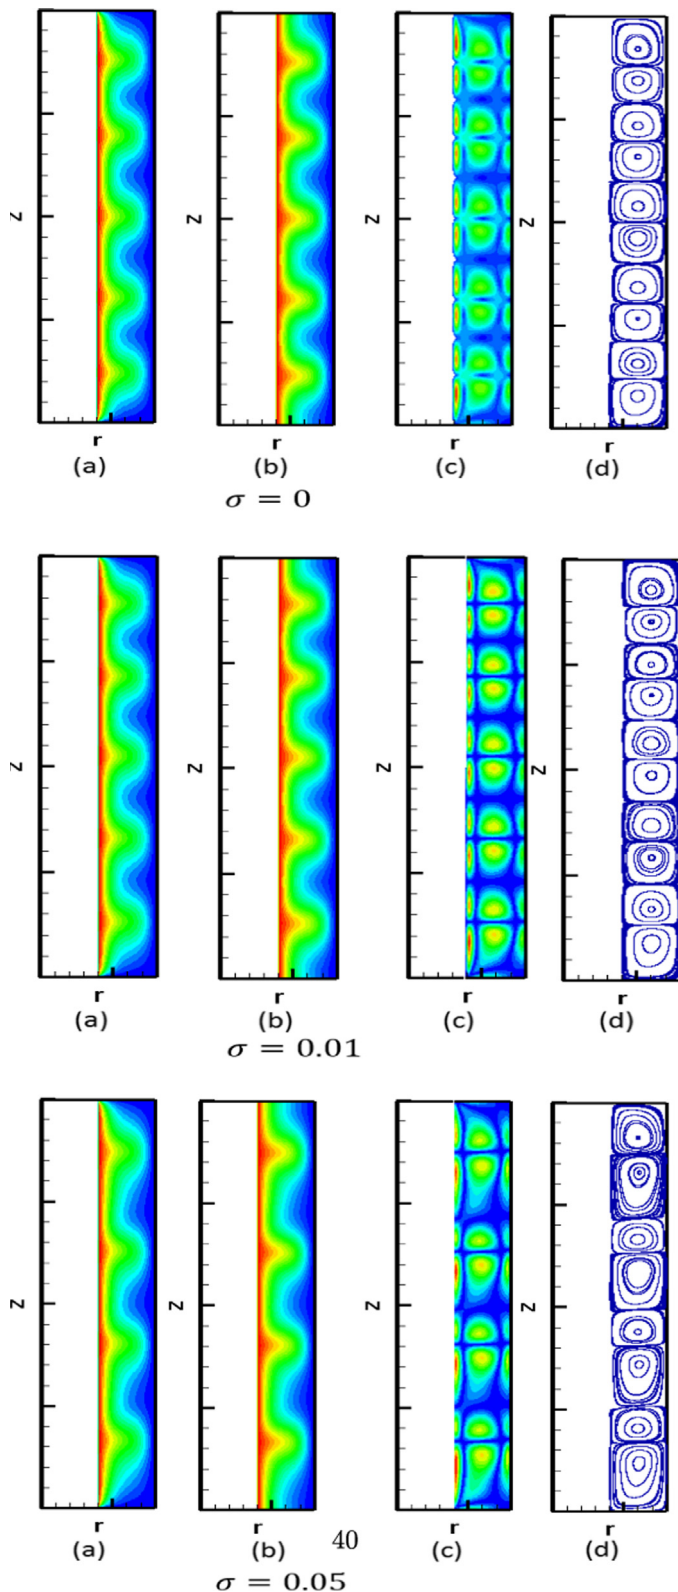 Z Z Z Z
r r r r
(a) (b) (c) (d)
σ = 0
Z Z Z Z
r r r r
(a) (b) (c) (d)
σ = 0.01
Z Z Z Z
r r r r
(a) (b) 40 (c) (d)
σ = 0.05